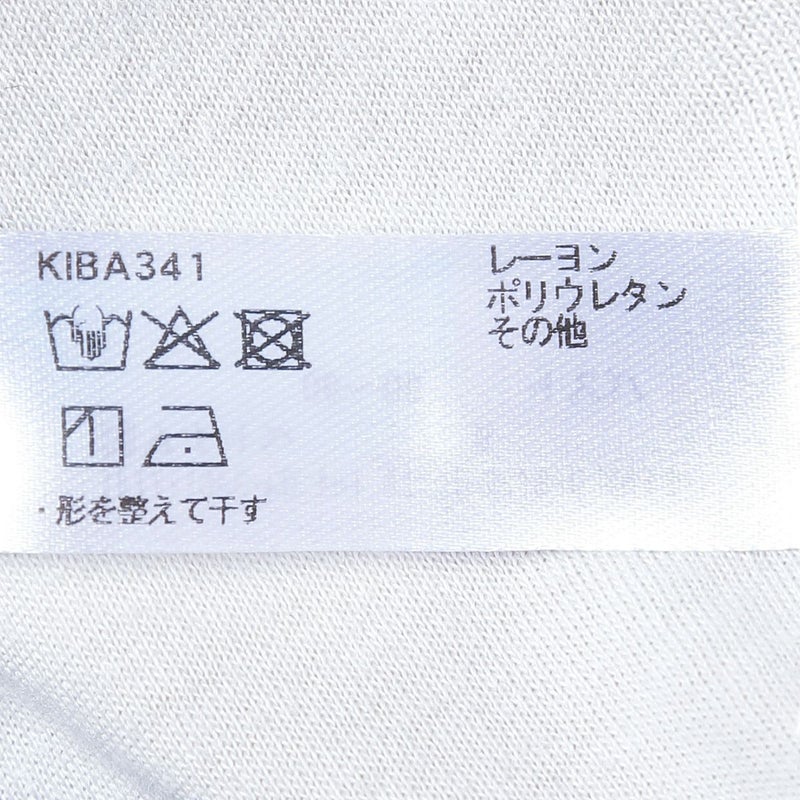 KIBA341
レーヨン
ポリウレタン
その他
・形を整えて干す